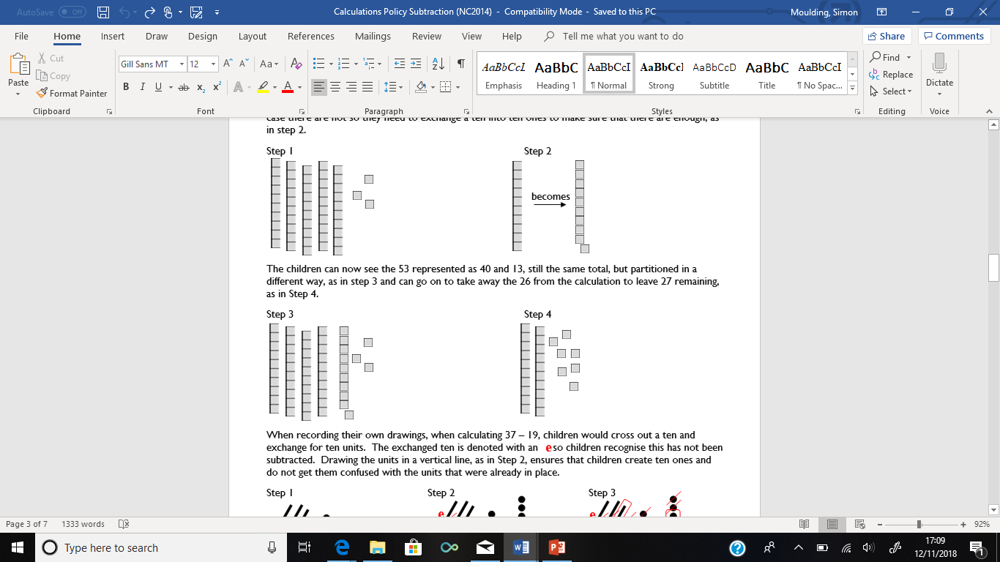 AutoSave Off
Calculations Policy Subtraction (NC2014) - Compatibility Mode - Saved to this PC
Moulding, Simon
File Home Insert Draw Design Layout References Mailings Review View Help Tell me what you want to do
Share Comments
Paste
Cut
Copy
Format Painter
Clipboard
Gill Sans MT 12
Font
Paragraph
AaBbCcI AaBbC AaBbCcI AaBbCcI AaBbCcD AaBbC AaBbCcI
Emphasis Heading 1 ¶ Normal Strong Subtitle Title ¶ No Spac...
Styles
Find
Replace
Select
Editing
Dictate
Voice
case there are not so they need to exchange a ten into ten ones to make sure that there are enough, as
in step 2.
Step 1 Step 2
becomes
The children can now see the 53 represented as 40 and 13, still the same total, but partitioned in a
different way, as in step 3 and can go on to take away the 26 from the calculation to leave 27 remaining,
as in Step 4.
Step 3 Step 4
When recording their own drawings, when calculating 37 – 19, children would cross out a ten and
exchange for ten units. The exchanged ten is denoted with an e so children recognise this has not been
subtracted. Drawing the units in a vertical line, as in Step 2, ensures that children create ten ones and
do not get them confused with the units that were already in place.
Step 1 Step 2 Step 3
e e
Page 3 of 7 1333 words 92%
Type here to search
17:09
12/11/2018